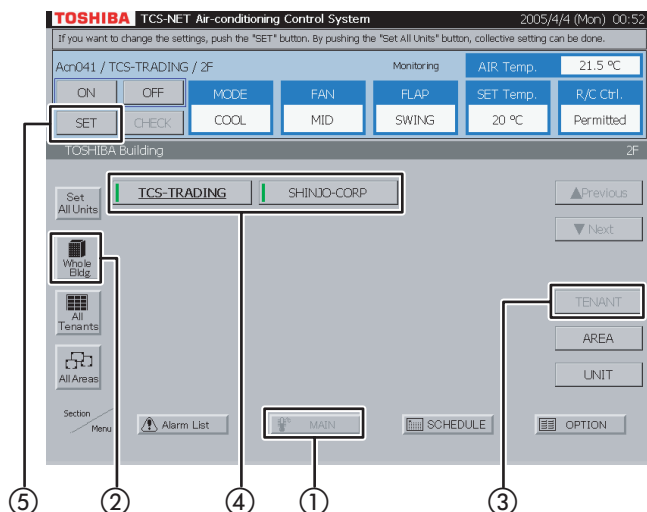 TOSHIBA TCS-NET Air-conditioning Control System 2005/4/4 (Mon) 00:52
If you want to change the settings, push the "SET" button. By pushing the "Set All Units" button, collective setting can be done.
Acn041 / TCS-TRADING / 2F Monitoring AIR Temp. 21.5 ºC
ON OFF MODE FAN FLAP SET Temp. R/C Ctrl.
SET CHECK COOL MID SWING 20 ºC Permitted
TOSHIBA Building 2F
Set
All Units
TCS-TRADING SHINJO-CORP ▲Previous
▼ Next
Whole
Bldg
All
Tenants
TENANT
AREA
All Areas
UNIT
Section
Menu
Alarm List MAIN SCHEDULE OPTION
⑤ ② ④ ① ③